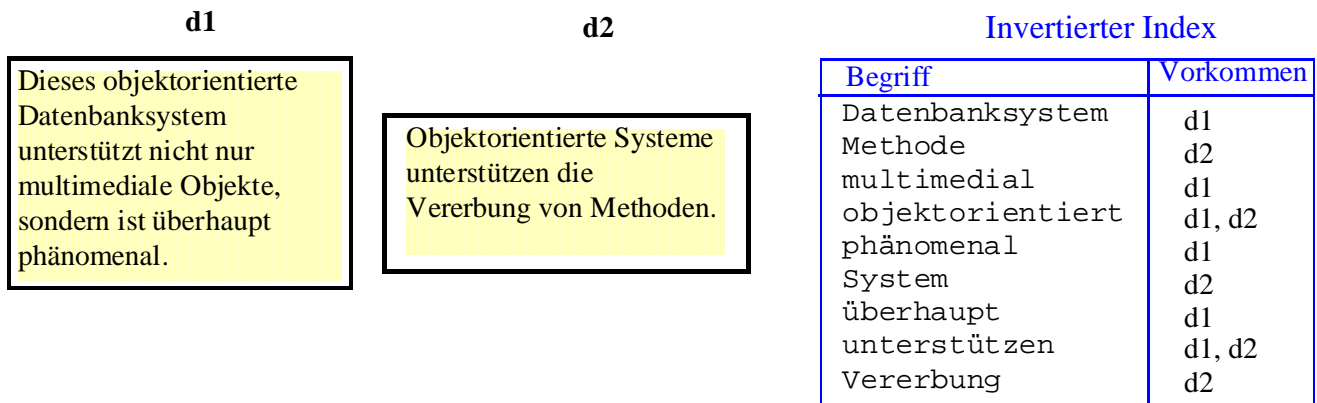 d1
Dieses objektorientierte
Datenbanksystem
unterstützt nicht nur
multimediale Objekte,
sondern ist überhaupt
phänomenal.
d2
Objektorientierte Systeme
unterstützen die
Vererbung von Methoden.
Invertierter Index
Begriff Vorkommen
Datenbanksystem d1
Methode d2
multimedial d1
objektorientiert d1, d2
phänomenal d1
System d2
überhaupt d1
unterstützen d1, d2
Vererbung d2